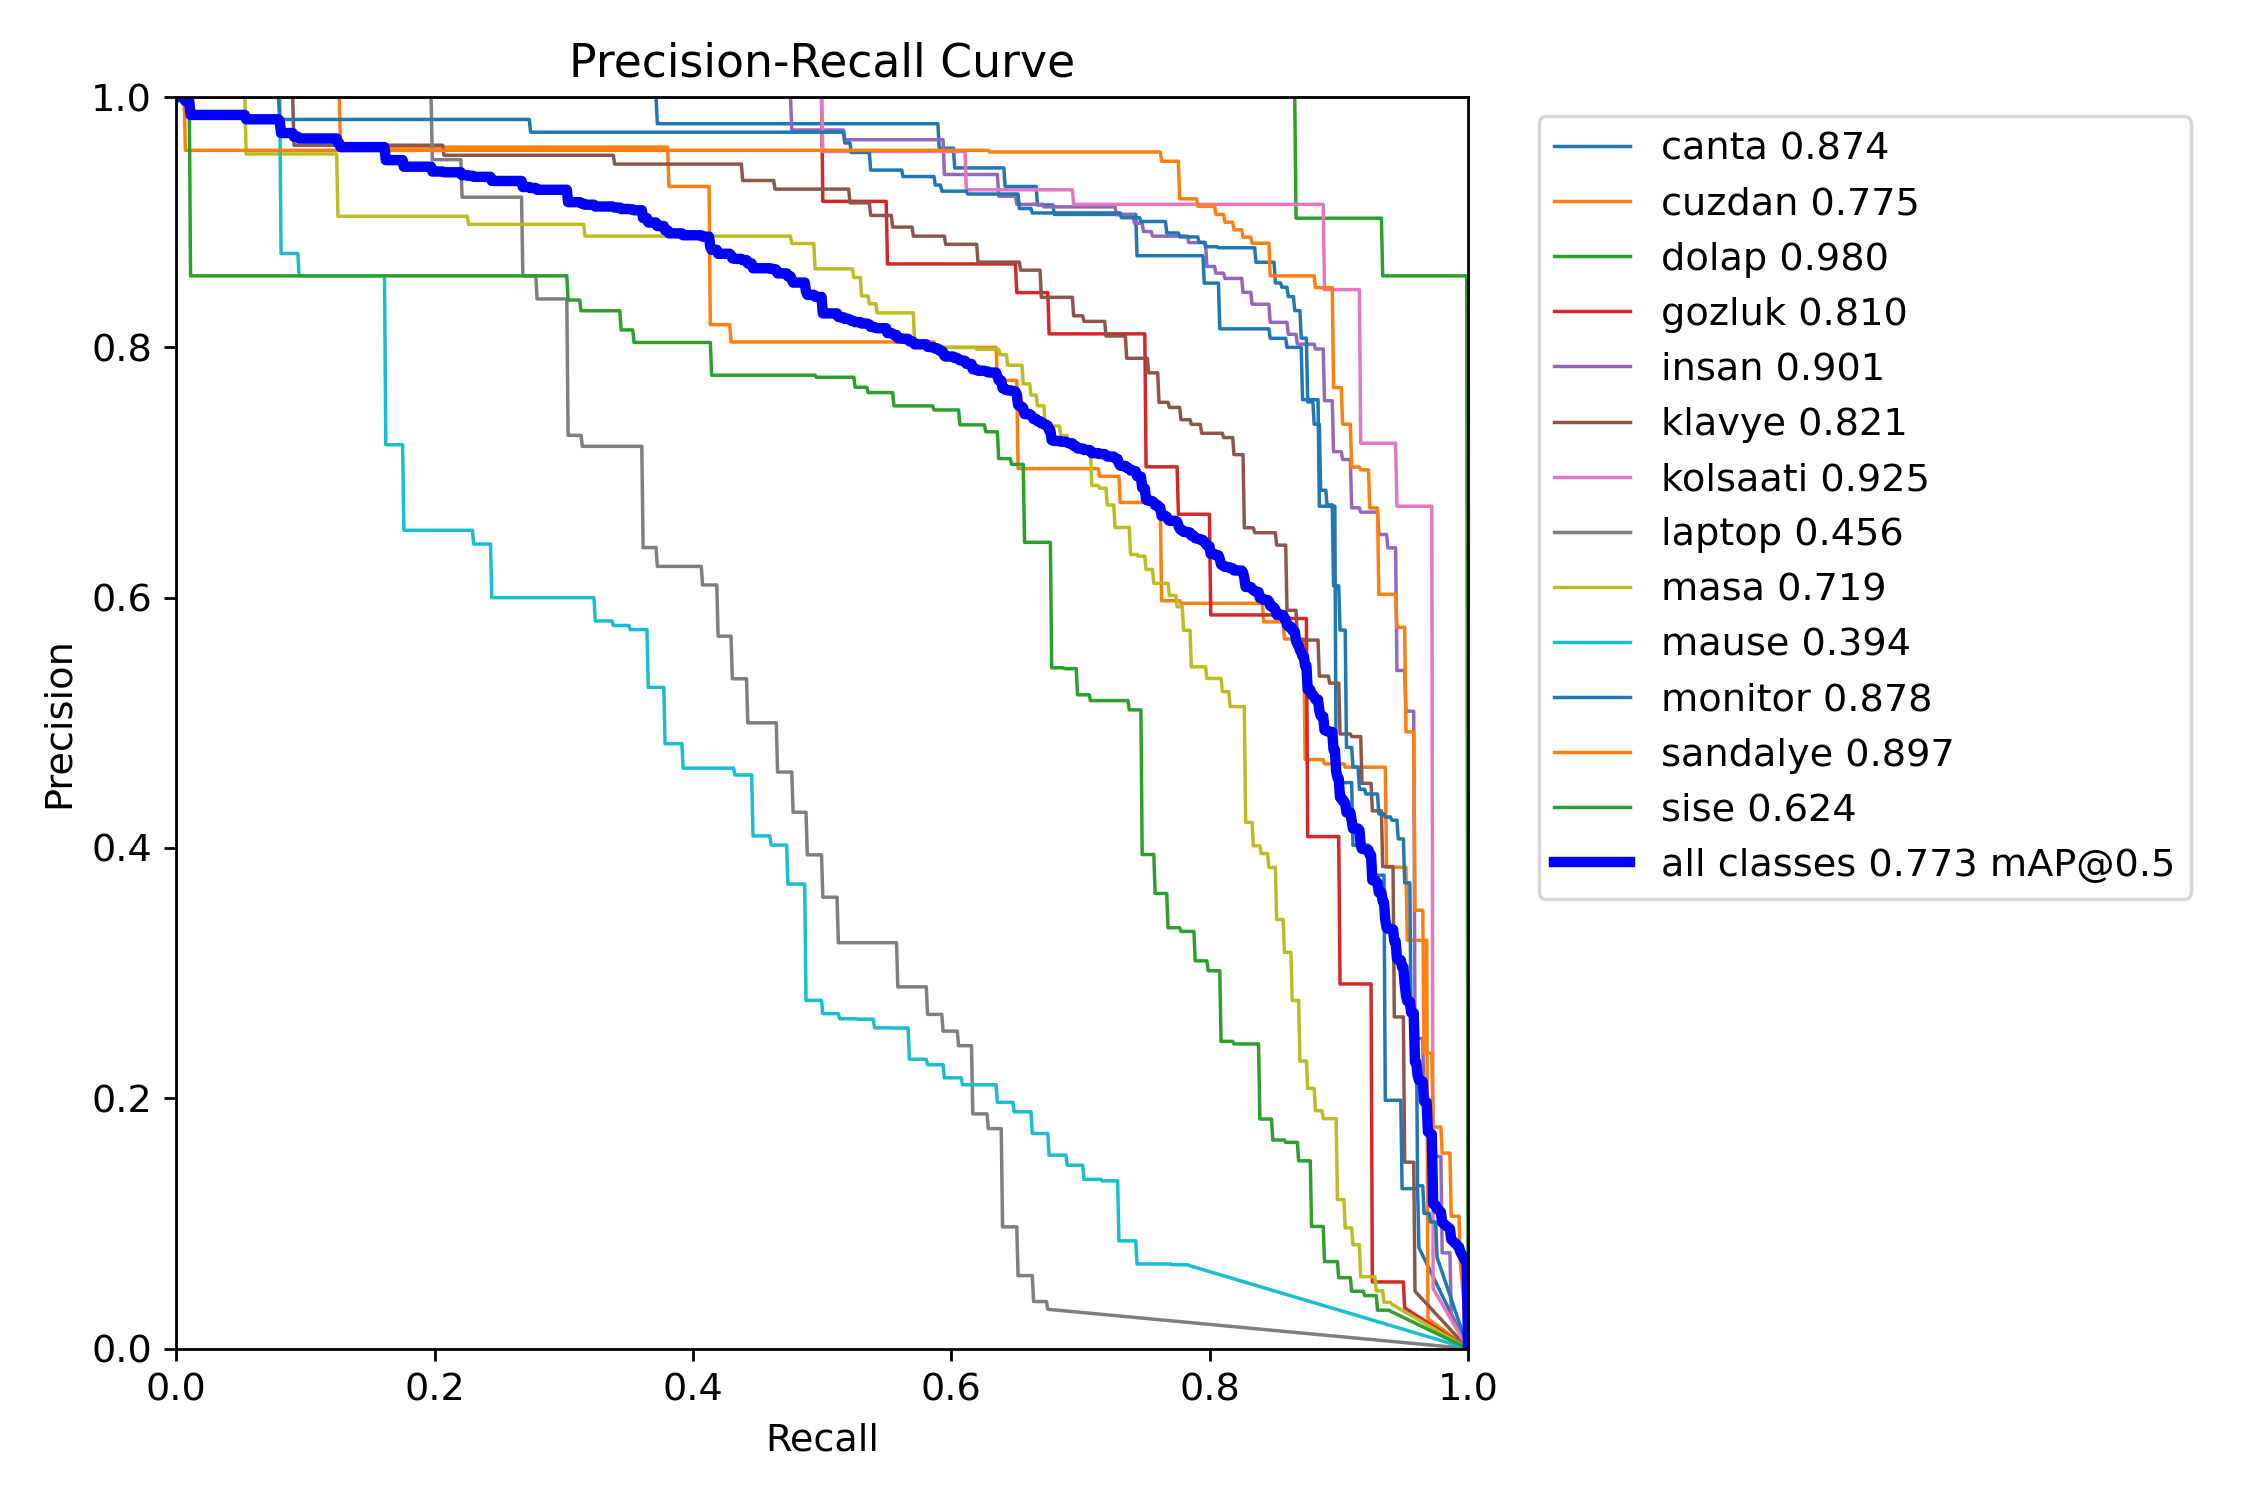 Precision-Recall Curve
1.0
0.8
0.6
0.4
0.2
0.0
Precision
0.0 0.2 0.4 0.6 0.8 1.0
Recall
canta 0.874
cuzdan 0.775
dolap 0.980
gozluk 0.810
insan 0.901
klavye 0.821
kolsaati 0.925
laptop 0.456
masa 0.719
mause 0.394
monitor 0.878
sandalye 0.897
sise 0.624
all classes 0.773 mAP@0.5